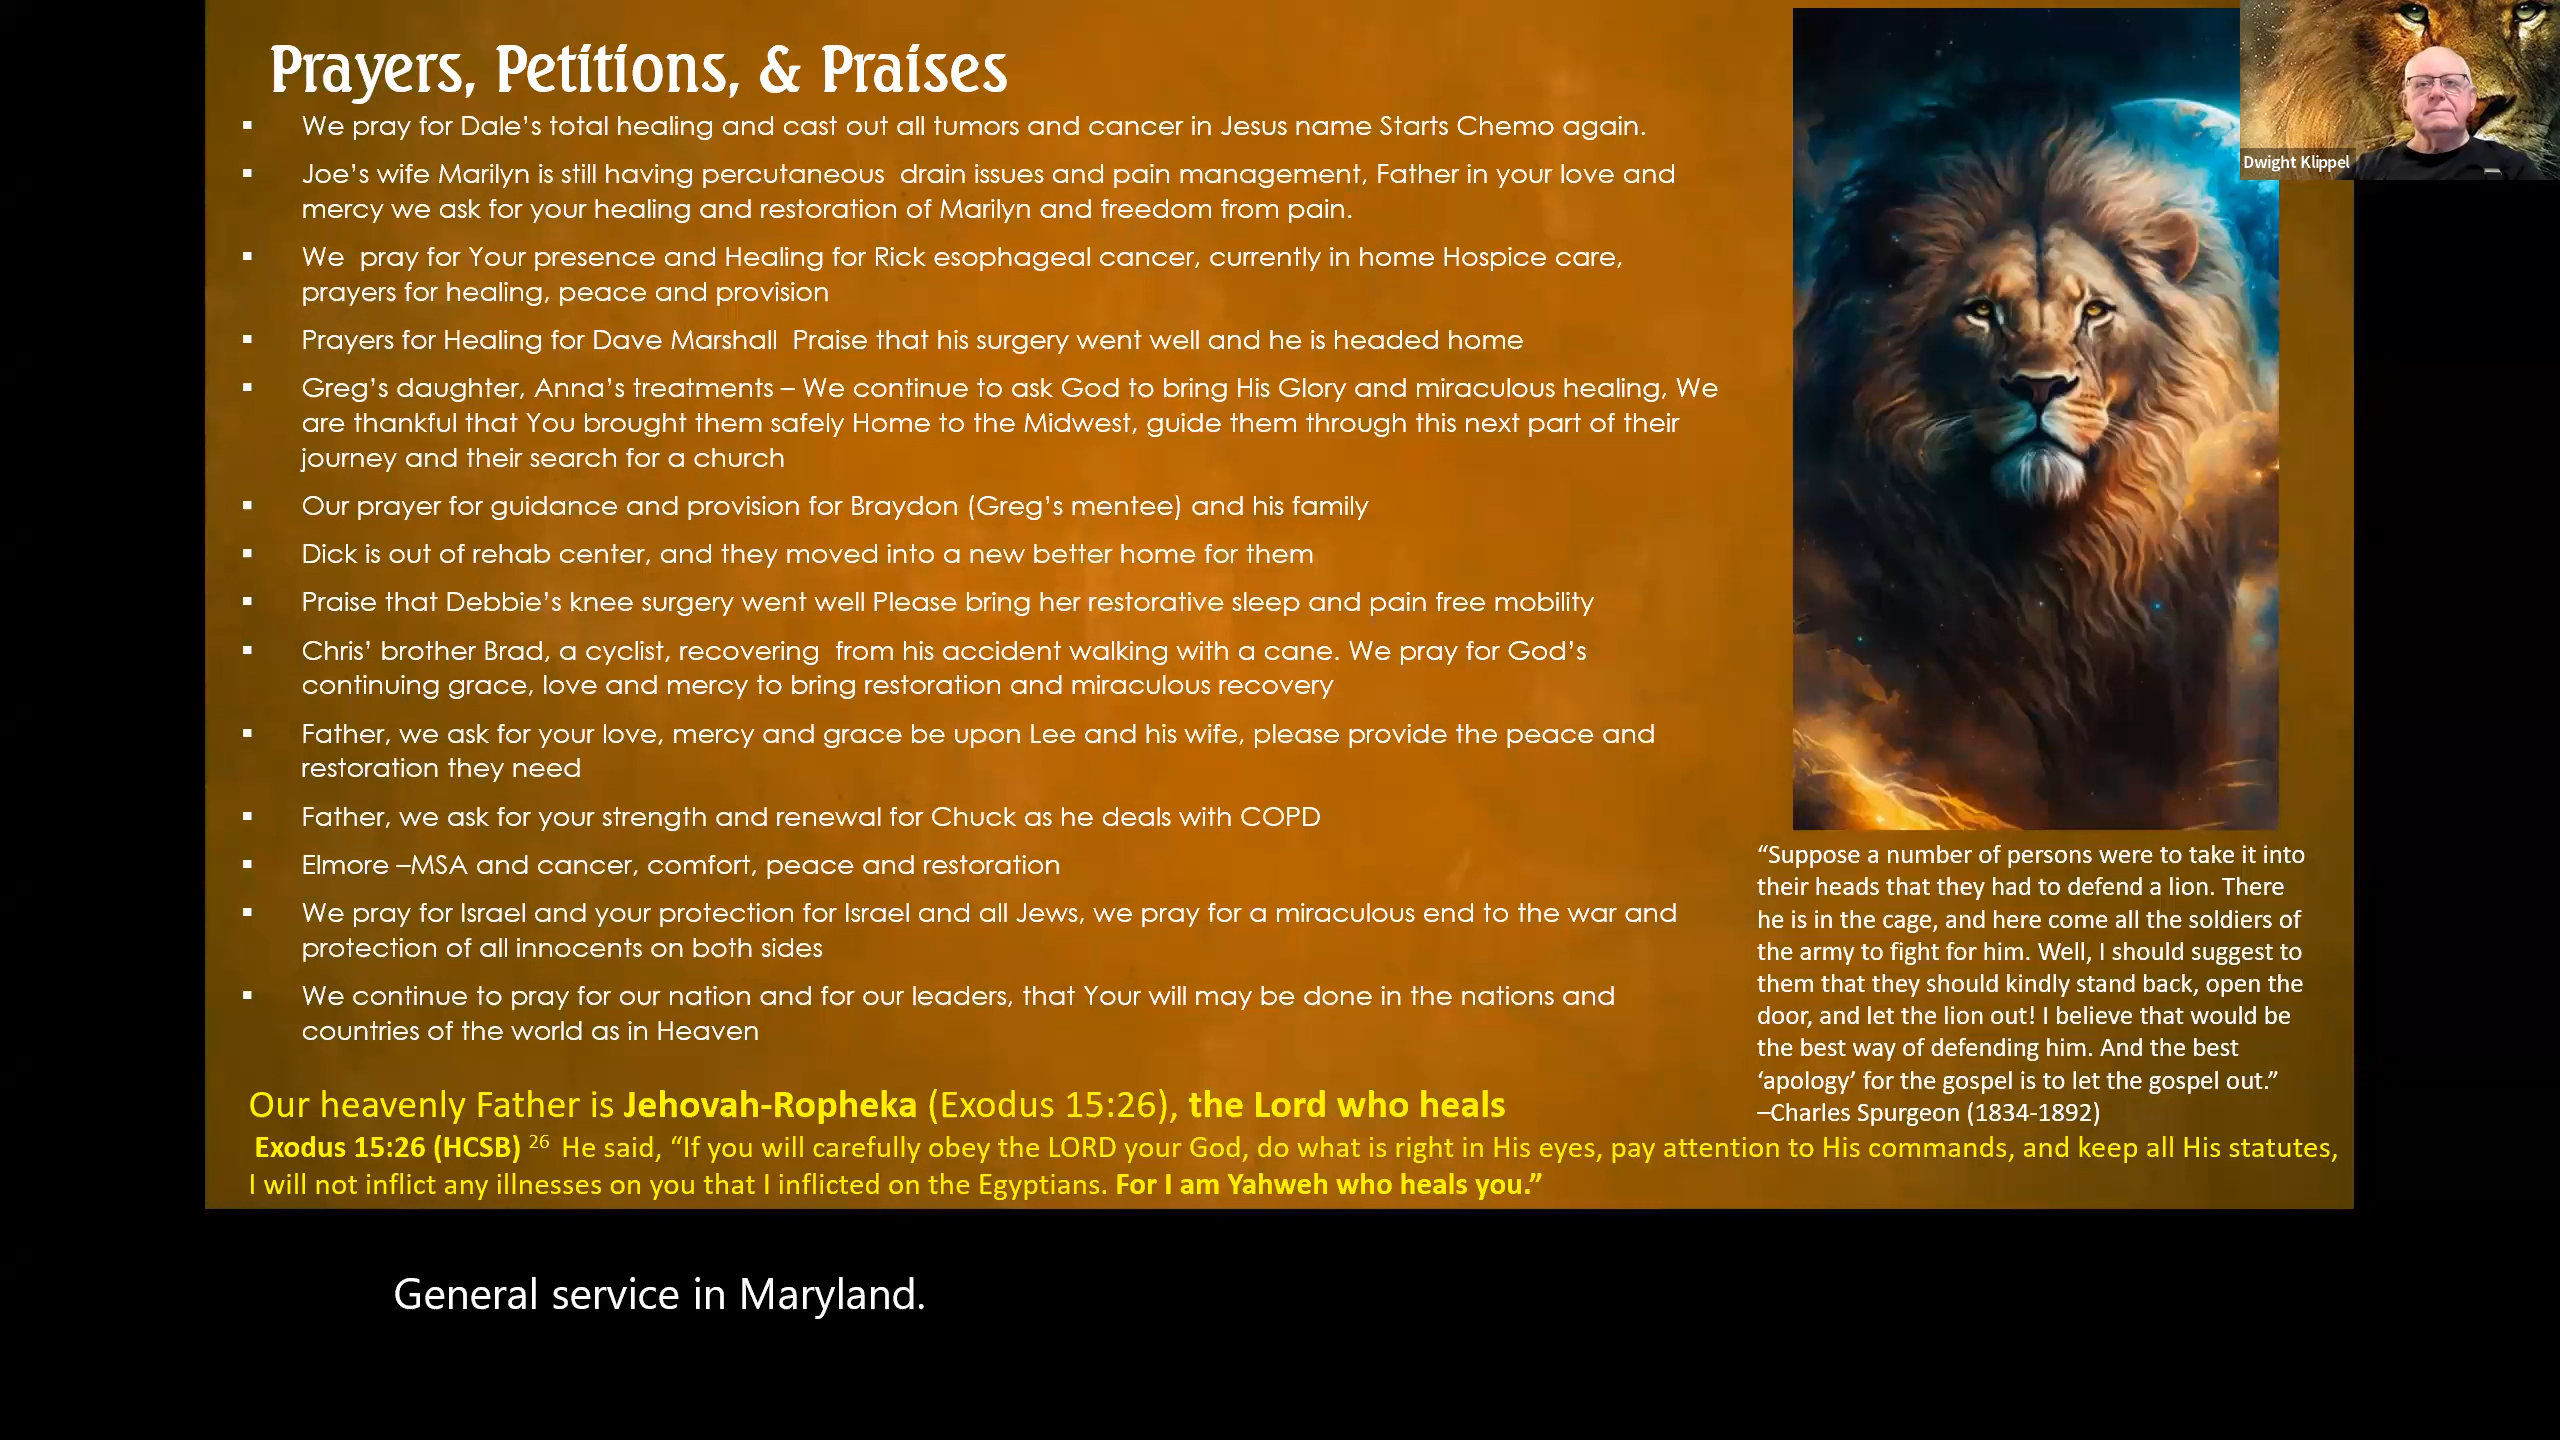 Prayers, Petitions, & Praises
▪ We pray for Dale’s total healing and cast out all tumors and cancer in Jesus name Starts Chemo again.
▪ Joe’s wife Marilyn is still having percutaneous  drain issues and pain management, Father in your love and
mercy we ask for your healing and restoration of Marilyn and freedom from pain.
▪ We  pray for Your presence and Healing for Rick esophageal cancer, currently in home Hospice care,
prayers for healing, peace and provision
▪ Prayers for Healing for Dave Marshall  Praise that his surgery went well and he is headed home
▪ Greg’s daughter, Anna’s treatments – We continue to ask God to bring His Glory and miraculous healing, We
are thankful that You brought them safely Home to the Midwest, guide them through this next part of their
journey and their search for a church
▪ Our prayer for guidance and provision for Braydon (Greg’s mentee) and his family
▪ Dick is out of rehab center, and they moved into a new better home for them
▪ Praise that Debbie’s knee surgery went well Please bring her restorative sleep and pain free mobility
▪ Chris’ brother Brad, a cyclist, recovering  from his accident walking with a cane. We pray for God’s
continuing grace, love and mercy to bring restoration and miraculous recovery
▪ Father, we ask for your love, mercy and grace be upon Lee and his wife, please provide the peace and
restoration they need
▪ Father, we ask for your strength and renewal for Chuck as he deals with COPD
▪ Elmore –MSA and cancer, comfort, peace and restoration
▪ We pray for Israel and your protection for Israel and all Jews, we pray for a miraculous end to the war and
protection of all innocents on both sides
▪ We continue to pray for our nation and for our leaders, that Your will may be done in the nations and
countries of the world as in Heaven
Dwight Klippel
“Suppose a number of persons were to take it into
their heads that they had to defend a lion. There
he is in the cage, and here come all the soldiers of
the army to fight for him. Well, I should suggest to
them that they should kindly stand back, open the
door, and let the lion out! I believe that would be
the best way of defending him. And the best
‘apology’ for the gospel is to let the gospel out.”
–Charles Spurgeon (1834-1892)
Our heavenly Father is Jehovah-Ropheka (Exodus 15:26), the Lord who heals
Exodus 15:26 (HCSB) 26  He said, “If you will carefully obey the LORD your God, do what is right in His eyes, pay attention to His commands, and keep all His statutes,
I will not inflict any illnesses on you that I inflicted on the Egyptians. For I am Yahweh who heals you.”
General service in Maryland.